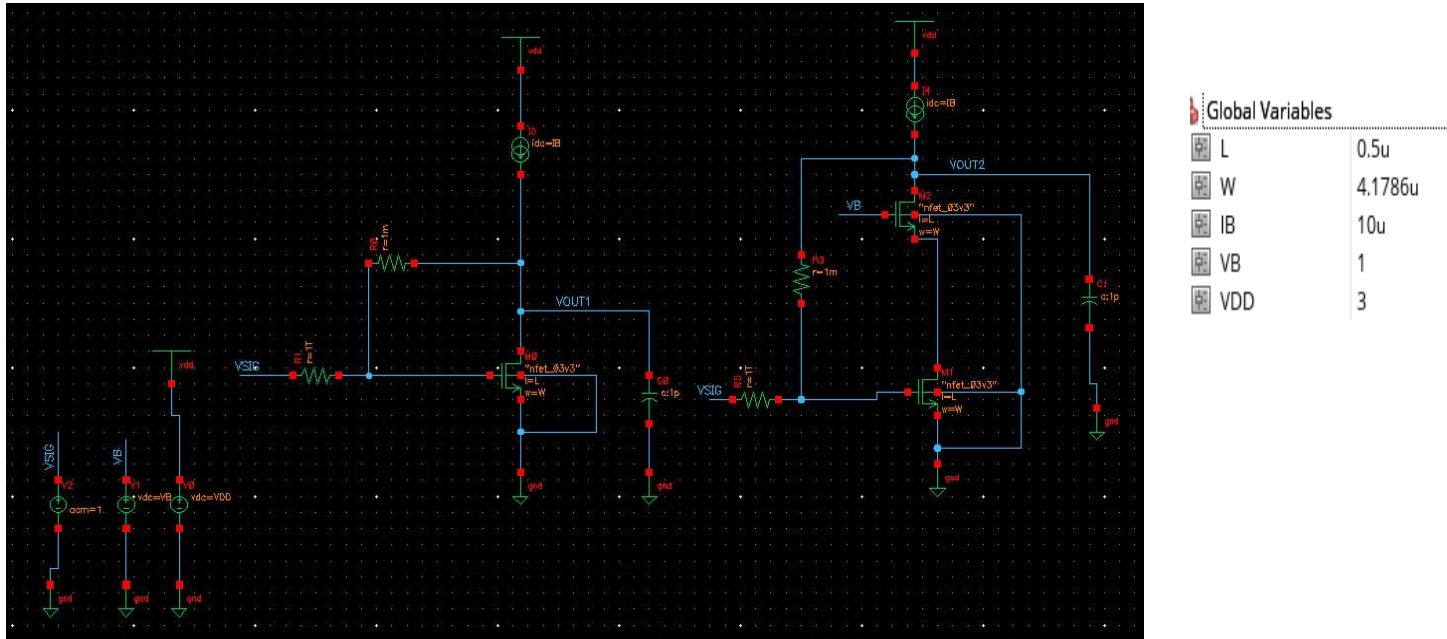 vdd
I3
idc=IB
R0
r=1m
VOUT1
VSIG
R1
r=1T
M0
"nfet_03v3"
l=L
w=W
C0
c:1p
gnd
gnd
vdd
VSIG
VB
V2
acm=1
V1
vdc=VB
V0
vdc=VDD
gnd
gnd
gnd
vdd
I4
idc=IB
VOUT2
VB
M2
"nfet_03v3"
l=L
w=W
R3
r=1m
C1
c:1p
VSIG
R5
r=1T
M1
"nfet_03v3"
l=L
w=W
gnd
gnd
Global Variables
L 0.5u
W 4.1786u
IB 10u
VB 1
VDD 3